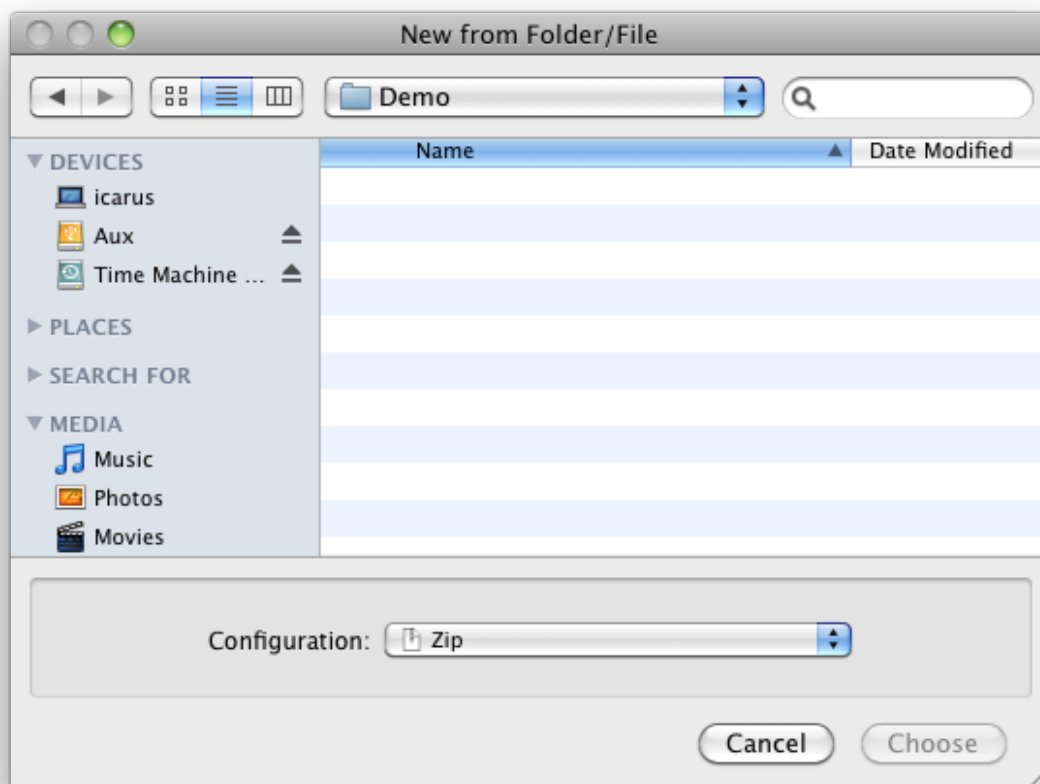 New from Folder/File
Demo
Name
Date Modified
DEVICES
icarus
Aux
Time Machine ...
PLACES
SEARCH FOR
MEDIA
Music
Photos
Movies
Configuration:
Zip
Cancel
Choose